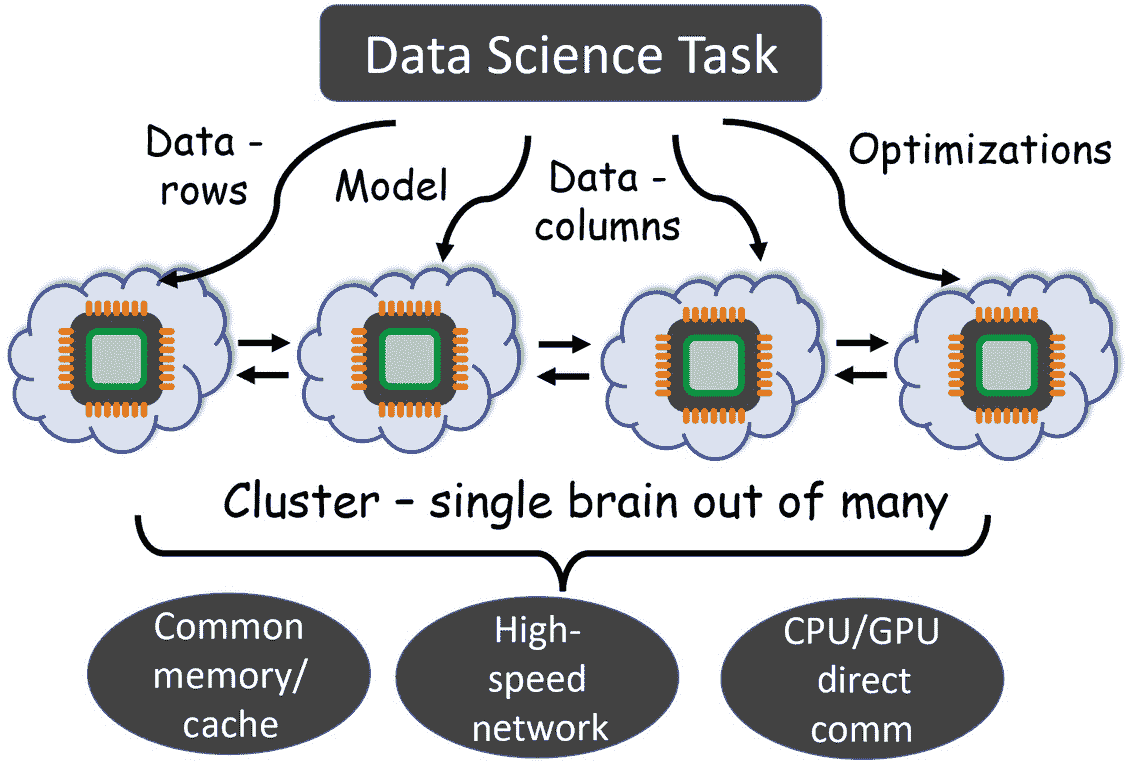 Data Science Task
Data -
rows
Model
Data -
columns
Optimizations
Cluster – single brain out of many
Common
memory/
cache
High-
speed
network
CPU/GPU
direct
comm